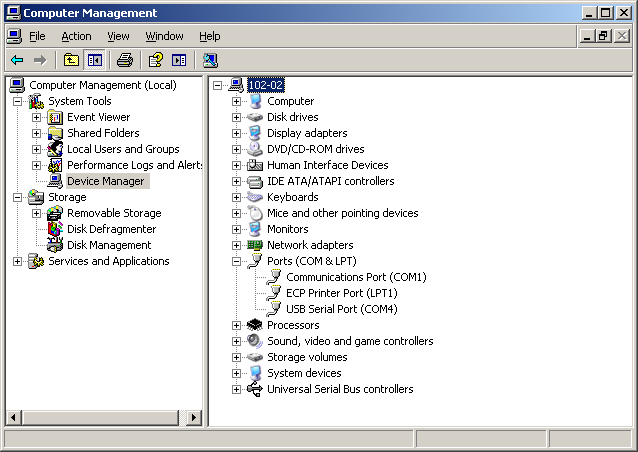 Computer Management
File Action View Window Help
Computer Management (Local)
System Tools
Event Viewer
Shared Folders
Local Users and Groups
Performance Logs and Alerts
Device Manager
Storage
Removable Storage
Disk Defragmenter
Disk Management
Services and Applications
102-02
Computer
Disk drives
Display adapters
DVD/CD-ROM drives
Human Interface Devices
IDE ATA/ATAPI controllers
Keyboards
Mice and other pointing devices
Monitors
Network adapters
Ports (COM & LPT)
Communications Port (COM1)
ECP Printer Port (LPT1)
USB Serial Port (COM4)
Processors
Sound, video and game controllers
Storage volumes
System devices
Universal Serial Bus controllers